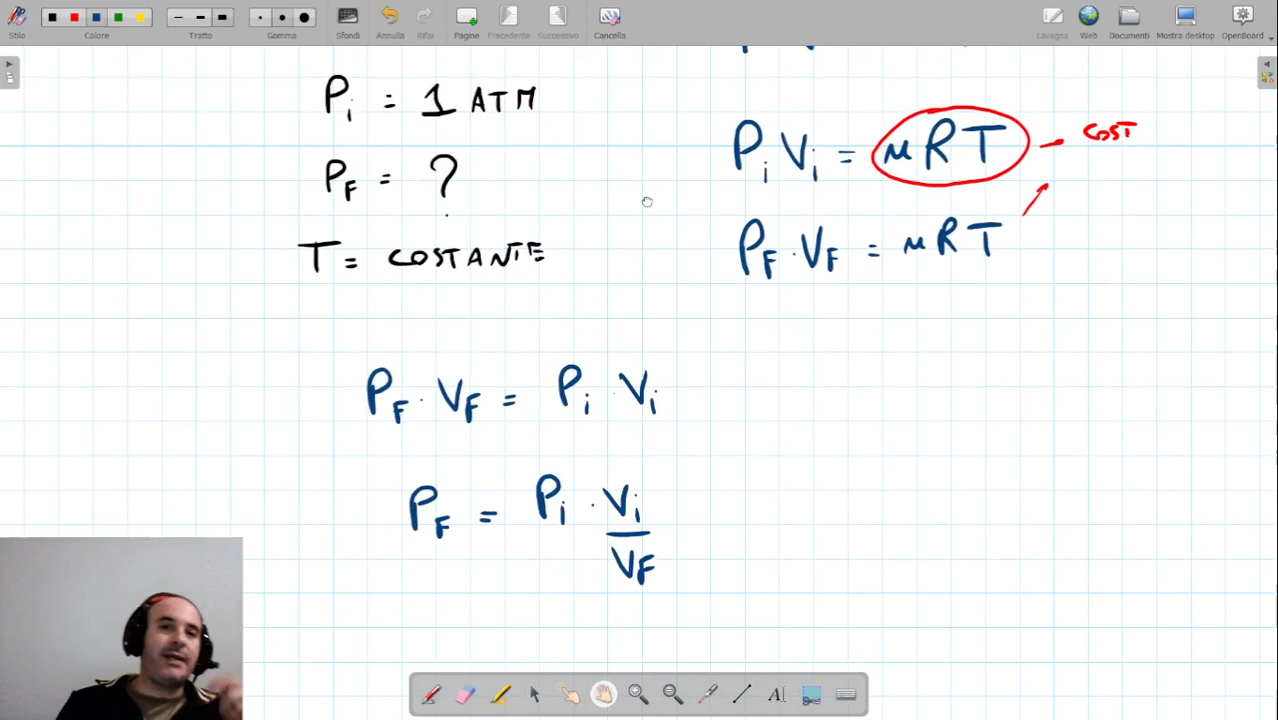 Stilo Colore Tratto Gomma Sfondi Annulla Rifai Pagine Precedente Successivo Cancella Lavagna Web Documenti Mostra desktop OpenBoard
Pi = 1 ATM
PF = ?
T = COSTANTE
Pi Vi = nRT COST
PF · VF = nRT
PF · VF = Pi · Vi
PF = Pi · Vi
VF